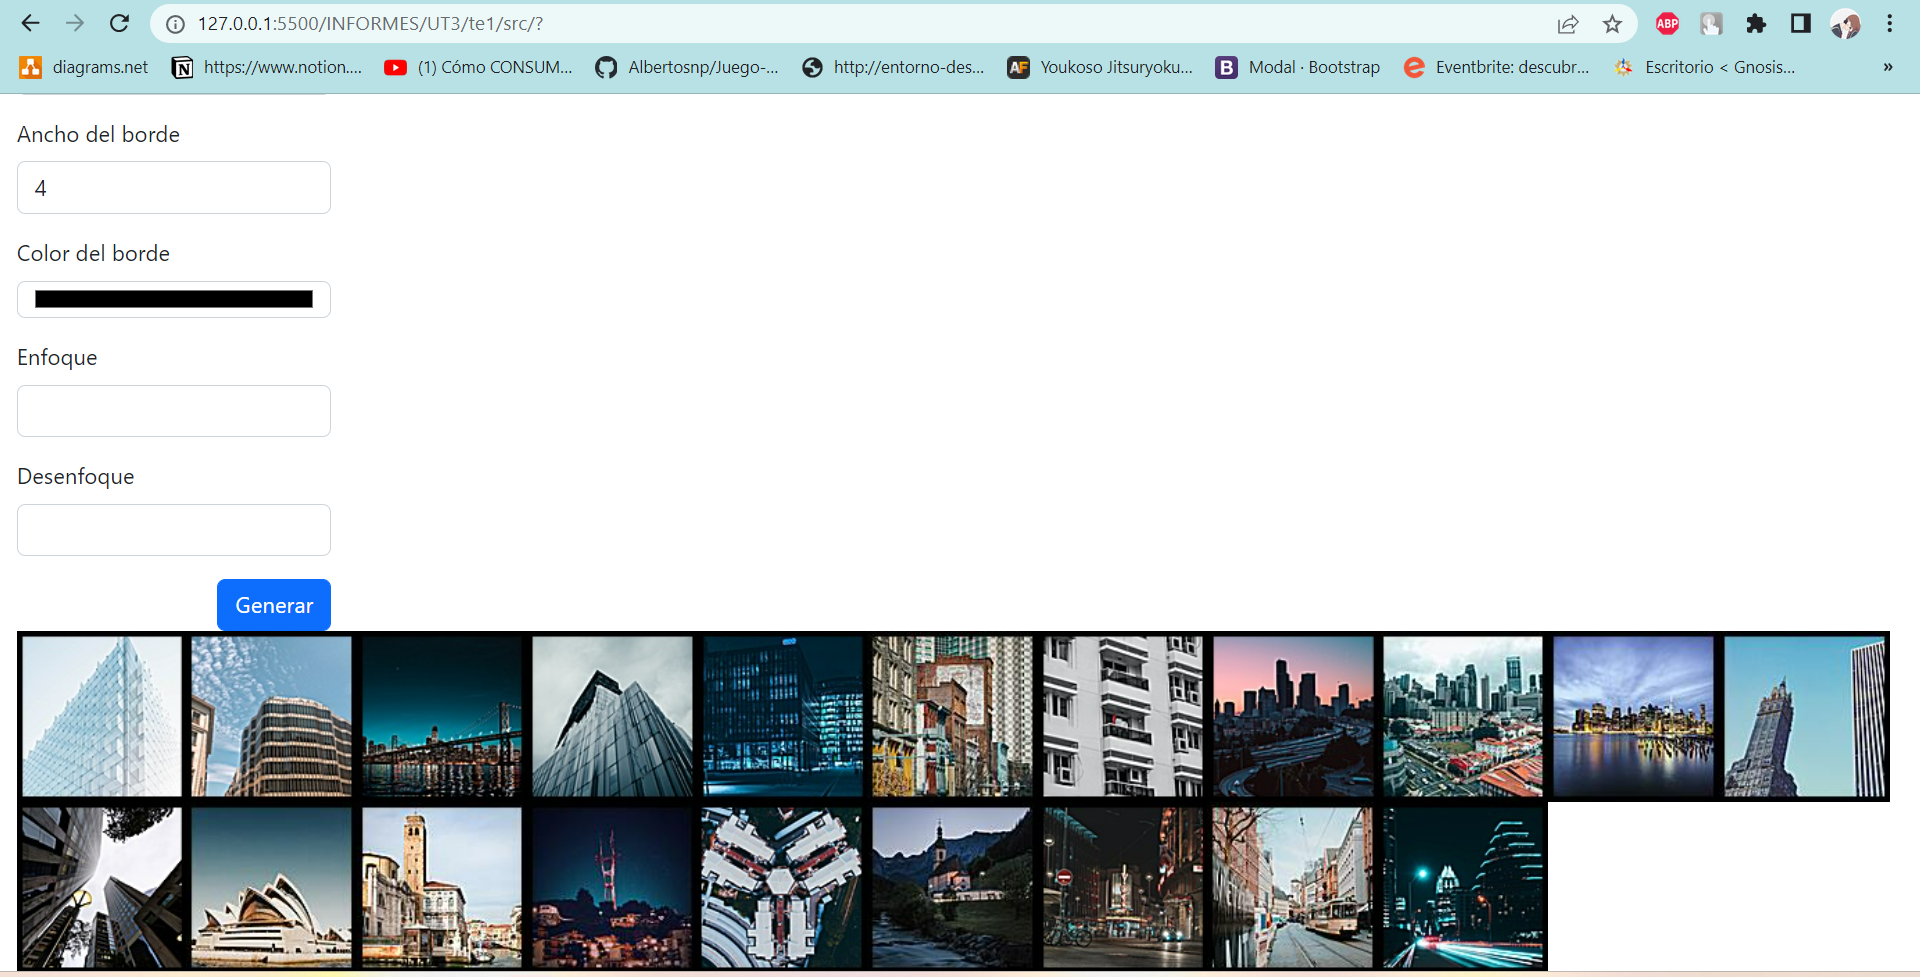 127.0.0.1:5500/INFORMES/UT3/te1/src/?
ABP
diagrams.net
https://www.notion....
(1) Cómo CONSUM...
Albertosnp/Juego-...
http://entorno-des...
AF
Youkoso Jitsuryoku...
B
Modal · Bootstrap
Eventbrite: descubr...
Escritorio < Gnosis...
»
Ancho del borde
4
Color del borde
Enfoque
Desenfoque
Generar